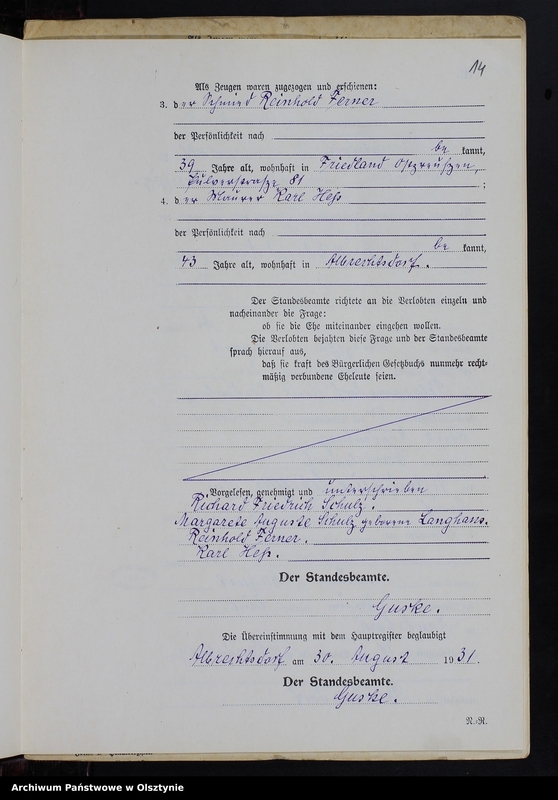 14
Als Zeugen waren zugezogen und erschienen:
3. der Schmied Reinhold Ferner
der Persönlichkeit nach
be kannt,
39 Jahre alt, wohnhaft in Friedland Ostpreußen,
Pulverstraße 81 ;
4. der Maurer Karl Heß
der Persönlichkeit nach
be kannt,
43 Jahre alt, wohnhaft in Albrechtsdorf.
Der Standesbeamte richtete an die Verlobten einzeln und
nacheinander die Frage:
ob sie die Ehe miteinander eingehen wollen.
Die Verlobten bejahten diese Frage und der Standesbeamte
sprach hierauf aus,
daß sie kraft des Bürgerlichen Gesetzbuchs nunmehr recht-
mäßig verbundene Eheleute seien.
Vorgelesen, genehmigt und unterschrieben
Richard Friedrich Schulz.
Margarete Auguste Schulz geborene Langhans.
Reinhold Ferner.
Karl Heß.
Der Standesbeamte.
Guske.
Die Übereinstimmung mit dem Hauptregister beglaubigt
Albrechtsdorf am 30. August 1931.
Der Standesbeamte.
Guske.
N.-R.
Archiwum Państwowe w Olsztynie